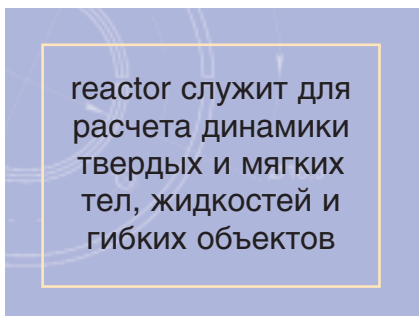 reactor служит для
расчета динамики
твердых и мягких
тел, жидкостей и
гибких объектов